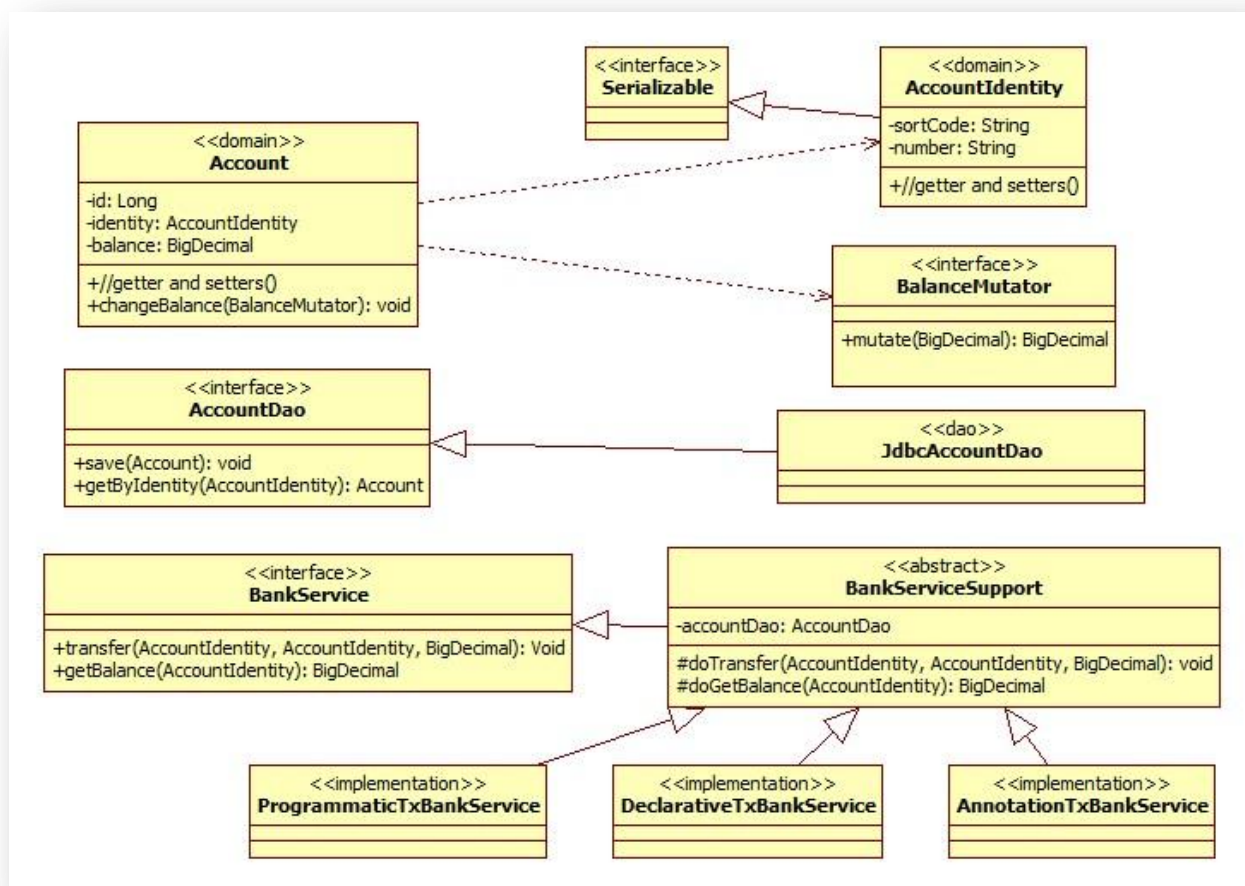 <<interface>>
Serializable
<<domain>>
AccountIdentity
-sortCode: String
-number: String
+//getter and setters()
<<domain>>
Account
-id: Long
-identity: AccountIdentity
-balance: BigDecimal
+//getter and setters()
+changeBalance(BalanceMutator): void
<<interface>>
BalanceMutator
+mutate(BigDecimal): BigDecimal
<<interface>>
AccountDao
+save(Account): void
+getByIdentity(AccountIdentity): Account
<<dao>>
JdbcAccountDao
<<interface>>
BankService
+transfer(AccountIdentity, AccountIdentity, BigDecimal): Void
+getBalance(AccountIdentity): BigDecimal
<<abstract>>
BankServiceSupport
-accountDao: AccountDao
#doTransfer(AccountIdentity, AccountIdentity, BigDecimal): void
#doGetBalance(AccountIdentity): BigDecimal
<<implementation>>
ProgrammaticTxBankService
<<implementation>>
DeclarativeTxBankService
<<implementation>>
AnnotationTxBankService